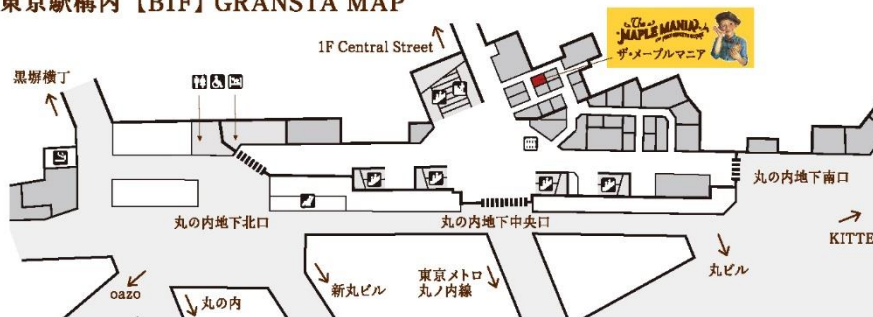 東京駅構内【B1F】GRANSTA MAP
The
MAPLE MANIA
ザ・メープルマニア
1F Central Street
黒塀横丁
丸の内地下南口
丸の内地下北口
丸の内地下中央口
KITTE
丸ビル
oazo
丸の内
新丸ビル
東京メトロ
丸ノ内線